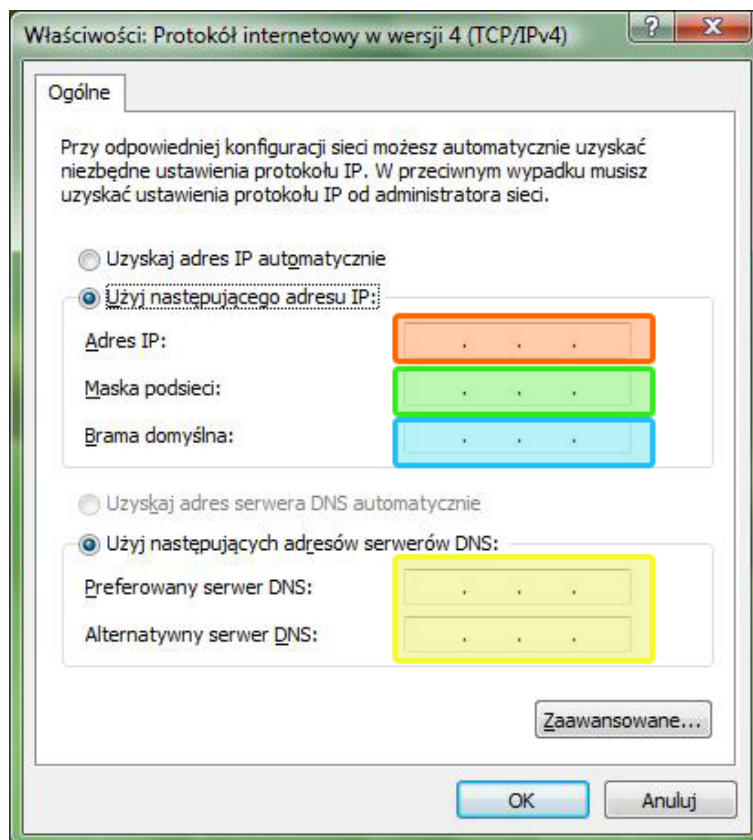 Właściwości: Protokół internetowy w wersji 4 (TCP/IPv4)
Ogólne
Przy odpowiedniej konfiguracji sieci możesz automatycznie uzyskać
niezbędne ustawienia protokołu IP. W przeciwnym wypadku musisz
uzyskać ustawienia protokołu IP od administratora sieci.
Uzyskaj adres IP automatycznie
Użyj następującego adresu IP:
Adres IP: . . .
Maska podsieci: . . .
Brama domyślna: . . .
Uzyskaj adres serwera DNS automatycznie
Użyj następujących adresów serwerów DNS:
Preferowany serwer DNS: . . .
Alternatywny serwer DNS: . . .
Zaawansowane...
OK Anuluj